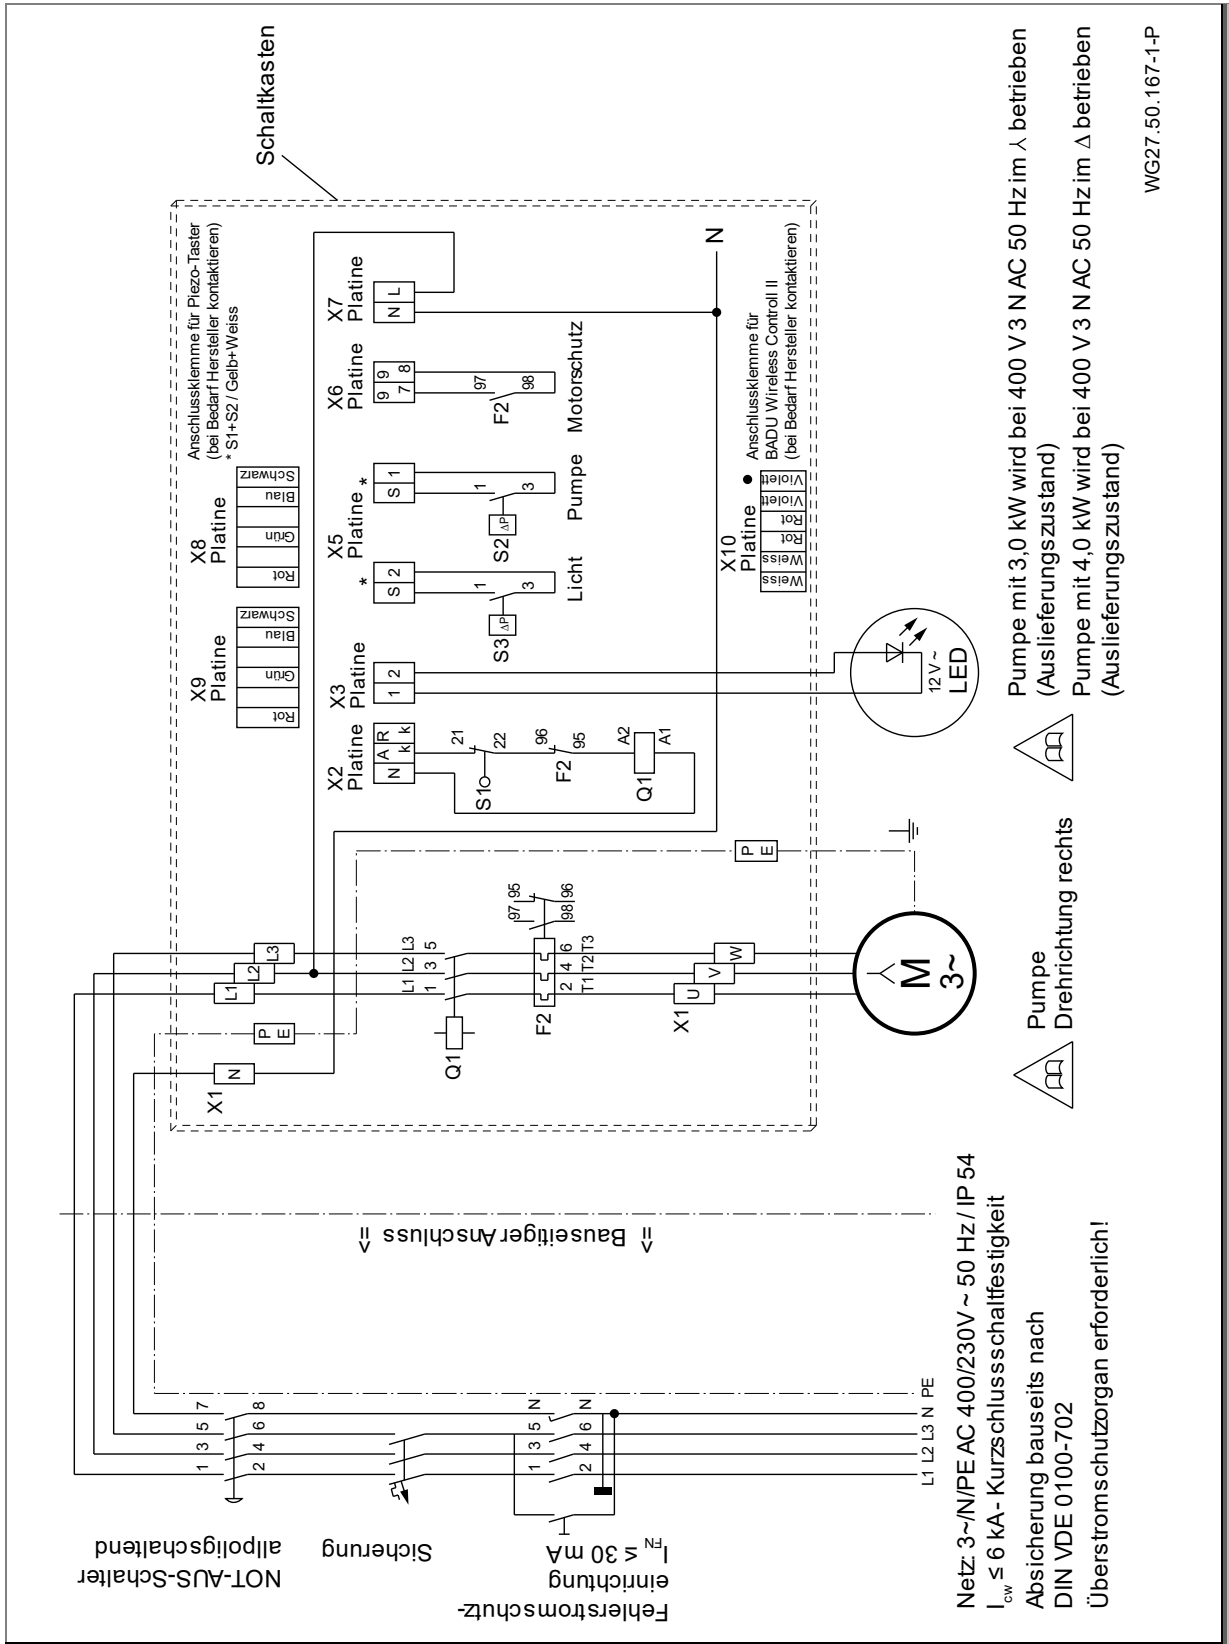 Schaltkasten
Anschlussklemme für Piezo-Taster
(bei Bedarf Hersteller kontaktieren)
* S1+S2 / Gelb+Weiss
X9
Platine
Rot
Grün
Blau
Schwarz
X8
Platine
Rot
Grün
Blau
Schwarz
X2
Platine
N
A k
R k
X3
Platine
1 2
*
S 2
X5
Platine *
S 1
X6
Platine
9 7
9 8
X7
Platine
N L
S1
21
22
96
95
F2
A2
A1
Q1
S3
ΔP
1
3
Licht
S2
ΔP
1
3
Pumpe
97
98
F2
Motorschutz
N
X10
Platine
Weiss
Weiss
Rot
Rot
Violett
Violett
Anschlussklemme für
BADU Wireless Controll II
(bei Bedarf Hersteller kontaktieren)
X1
N
P E
L1
L2
L3
L1 L2 L3
1 3 5
Q1
F2
97 95
98 96
2 4 6
T1 T2 T3
X1
U
V
W
P E
M
3~
12 V ~
LED
== Bauseitiger Anschluss ==
NOT-AUS-Schalter
allpoligschaltend
1 3 5 7
2 4 6 8
Sicherung
Fehlerstromschutz-
einrichtung
I FN ≤ 30 mA
1 3 5 N
2 4 6 N
L1 L2 L3 N PE
Netz: 3~/N/PE AC 400/230V ~ 50 Hz / IP 54
Icw ≤ 6 kA - Kurzschlussschaltfestigkeit
Absicherung bauseits nach
DIN VDE 0100-702
Überstromschutzorgan erforderlich!
Pumpe
Drehrichtung rechts
Pumpe mit 3,0 kW wird bei 400 V 3 N AC 50 Hz im ⅄ betrieben
(Auslieferungszustand)
Pumpe mit 4,0 kW wird bei 400 V 3 N AC 50 Hz im Δ betrieben
(Auslieferungszustand)
WG27.50.167-1-P